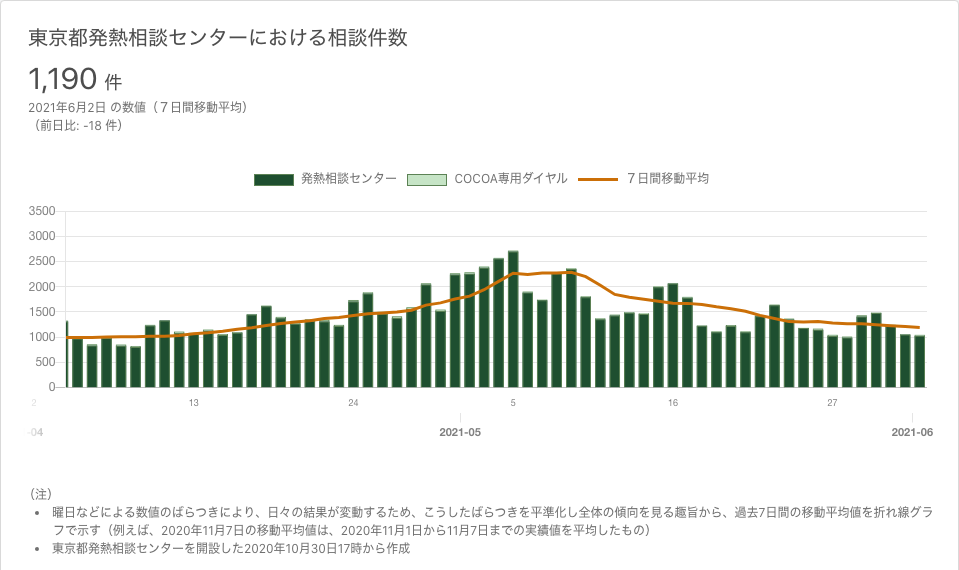 東京都発熱相談センターにおける相談件数
1,190 件
2021年6月2日 の数値（７日間移動平均）
（前日比: -18 件）
発熱相談センター COCOA専用ダイヤル ７日間移動平均
3500
3000
2500
2000
1500
1000
500
0
2 13 24 5 16 27
-04 2021-05 2021-06
（注）
• 曜日などによる数値のばらつきにより、日々の結果が変動するため、こうしたばらつきを平準化し全体の傾向を見る趣旨から、過去7日間の移動平均値を折れ線グラ
フで示す（例えば、2020年11月7日の移動平均値は、2020年11月1日から11月7日までの実績値を平均したもの）
• 東京都発熱相談センターを開設した2020年10月30日17時から作成